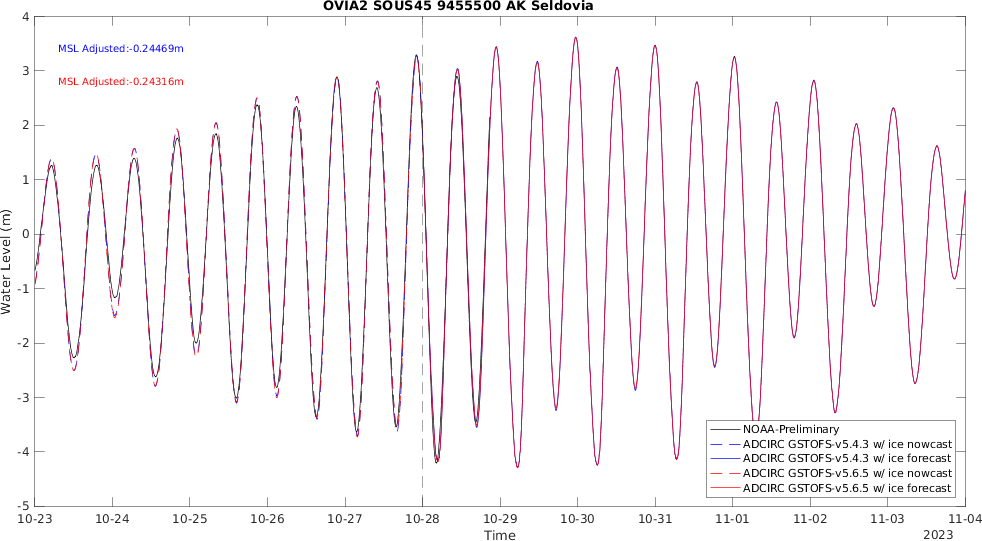 OVIA2 SOUS45 9455500 AK Seldovia
MSL Adjusted:-0.24469m
MSL Adjusted:-0.24316m
Water Level (m)
4
3
2
1
0
-1
-2
-3
-4
-5
NOAA-Preliminary
ADCIRC GSTOFS-v5.4.3 w/ ice nowcast
ADCIRC GSTOFS-v5.4.3 w/ ice forecast
ADCIRC GSTOFS-v5.6.5 w/ ice nowcast
ADCIRC GSTOFS-v5.6.5 w/ ice forecast
10-23 10-24 10-25 10-26 10-27 10-28 10-29 10-30 10-31 11-01 11-02 11-03 11-04
Time
2023